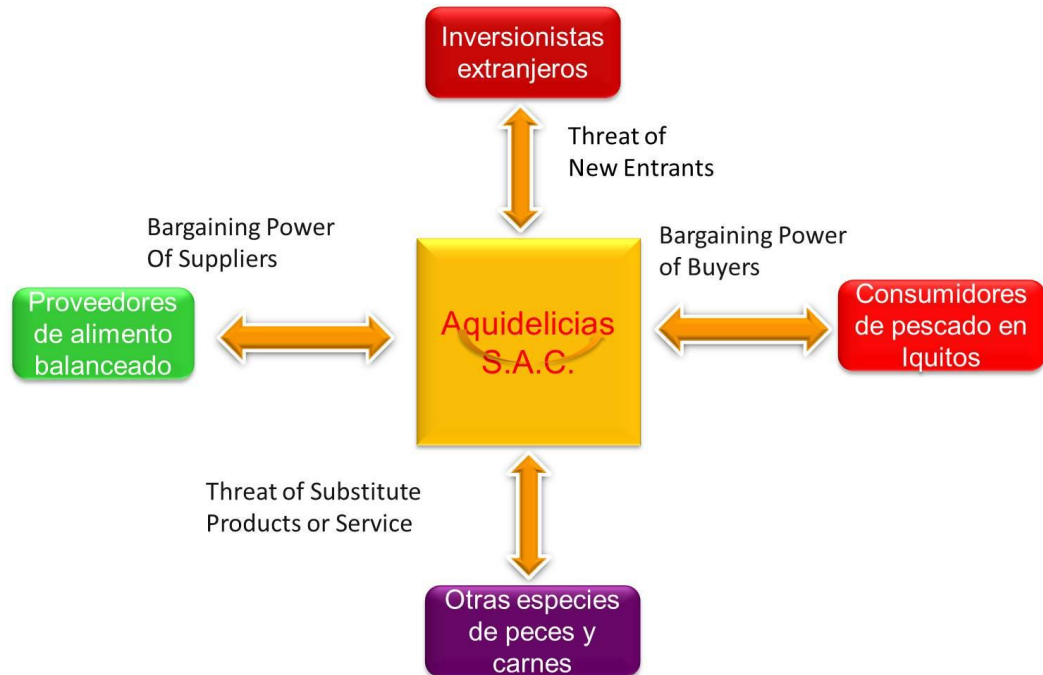 Inversionistas
extranjeros
Threat of
New Entrants
Bargaining Power
Of Suppliers
Bargaining Power
of Buyers
Proveedores
de alimento
balanceado
Aquidelicias
S.A.C.
Consumidores
de pescado en
Iquitos
Threat of Substitute
Products or Service
Otras especies
de peces y
carnes